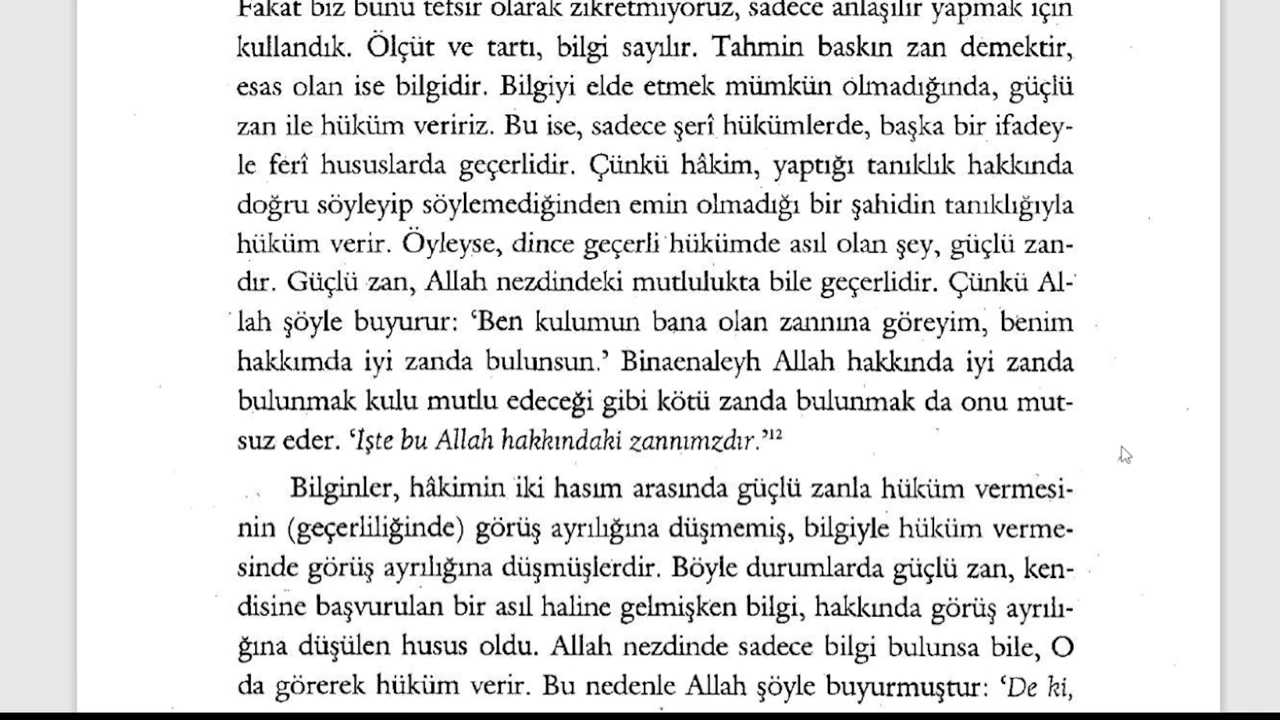 Fakat biz bunu tefsir olarak zikretmiyoruz, sadece anlaşılır yapmak için
kullandık. Ölçüt ve tartı, bilgi sayılır. Tahmin baskın zan demektir,
esas olan ise bilgidir. Bilgiyi elde etmek mümkün olmadığında, güçlü
zan ile hüküm veririz. Bu ise, sadece şerî hükümlerde, başka bir ifadey-
le ferî hususlarda geçerlidir. Çünkü hâkim, yaptığı tanıklık hakkında
doğru söyleyip söylemediğinden emin olmadığı bir şahidin tanıklığıyla
hüküm verir. Öyleyse, dince geçerli hükümde asıl olan şey, güçlü zan-
dır. Güçlü zan, Allah nezdindeki mutlulukta bile geçerlidir. Çünkü Al-
lah şöyle buyurur: ‘Ben kulumun bana olan zannına göreyim, benim
hakkımda iyi zanda bulunsun.’ Binaenaleyh Allah hakkında iyi zanda
bulunmak kulu mutlu edeceği gibi kötü zanda bulunmak da onu mut-
suz eder. ‘İşte bu Allah hakkındaki zannımzdır.’12
Bilginler, hâkimin iki hasım arasında güçlü zanla hüküm vermesi-
nin (geçerliliğinde) görüş ayrılığına düşmemiş, bilgiyle hüküm verme-
sinde görüş ayrılığına düşmüşlerdir. Böyle durumlarda güçlü zan, ken-
disine başvurulan bir asıl haline gelmişken bilgi, hakkında görüş ayrılı-
ğına düşülen husus oldu. Allah nezdinde sadece bilgi bulunsa bile, O
da görerek hüküm verir. Bu nedenle Allah şöyle buyurmuştur: ‘De ki,